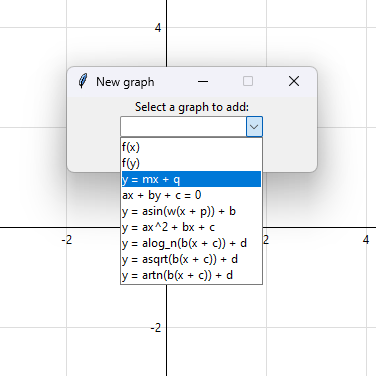 4
New graph
Select a graph to add:
f(x)
f(y)
y = mx + q
ax + by + c = 0
y = asin(w(x + p)) + b
y = ax^2 + bx + c
y = alog_n(b(x + c)) + d
y = asqrt(b(x + c)) + d
y = artn(b(x + c)) + d
-2
2
4
-2